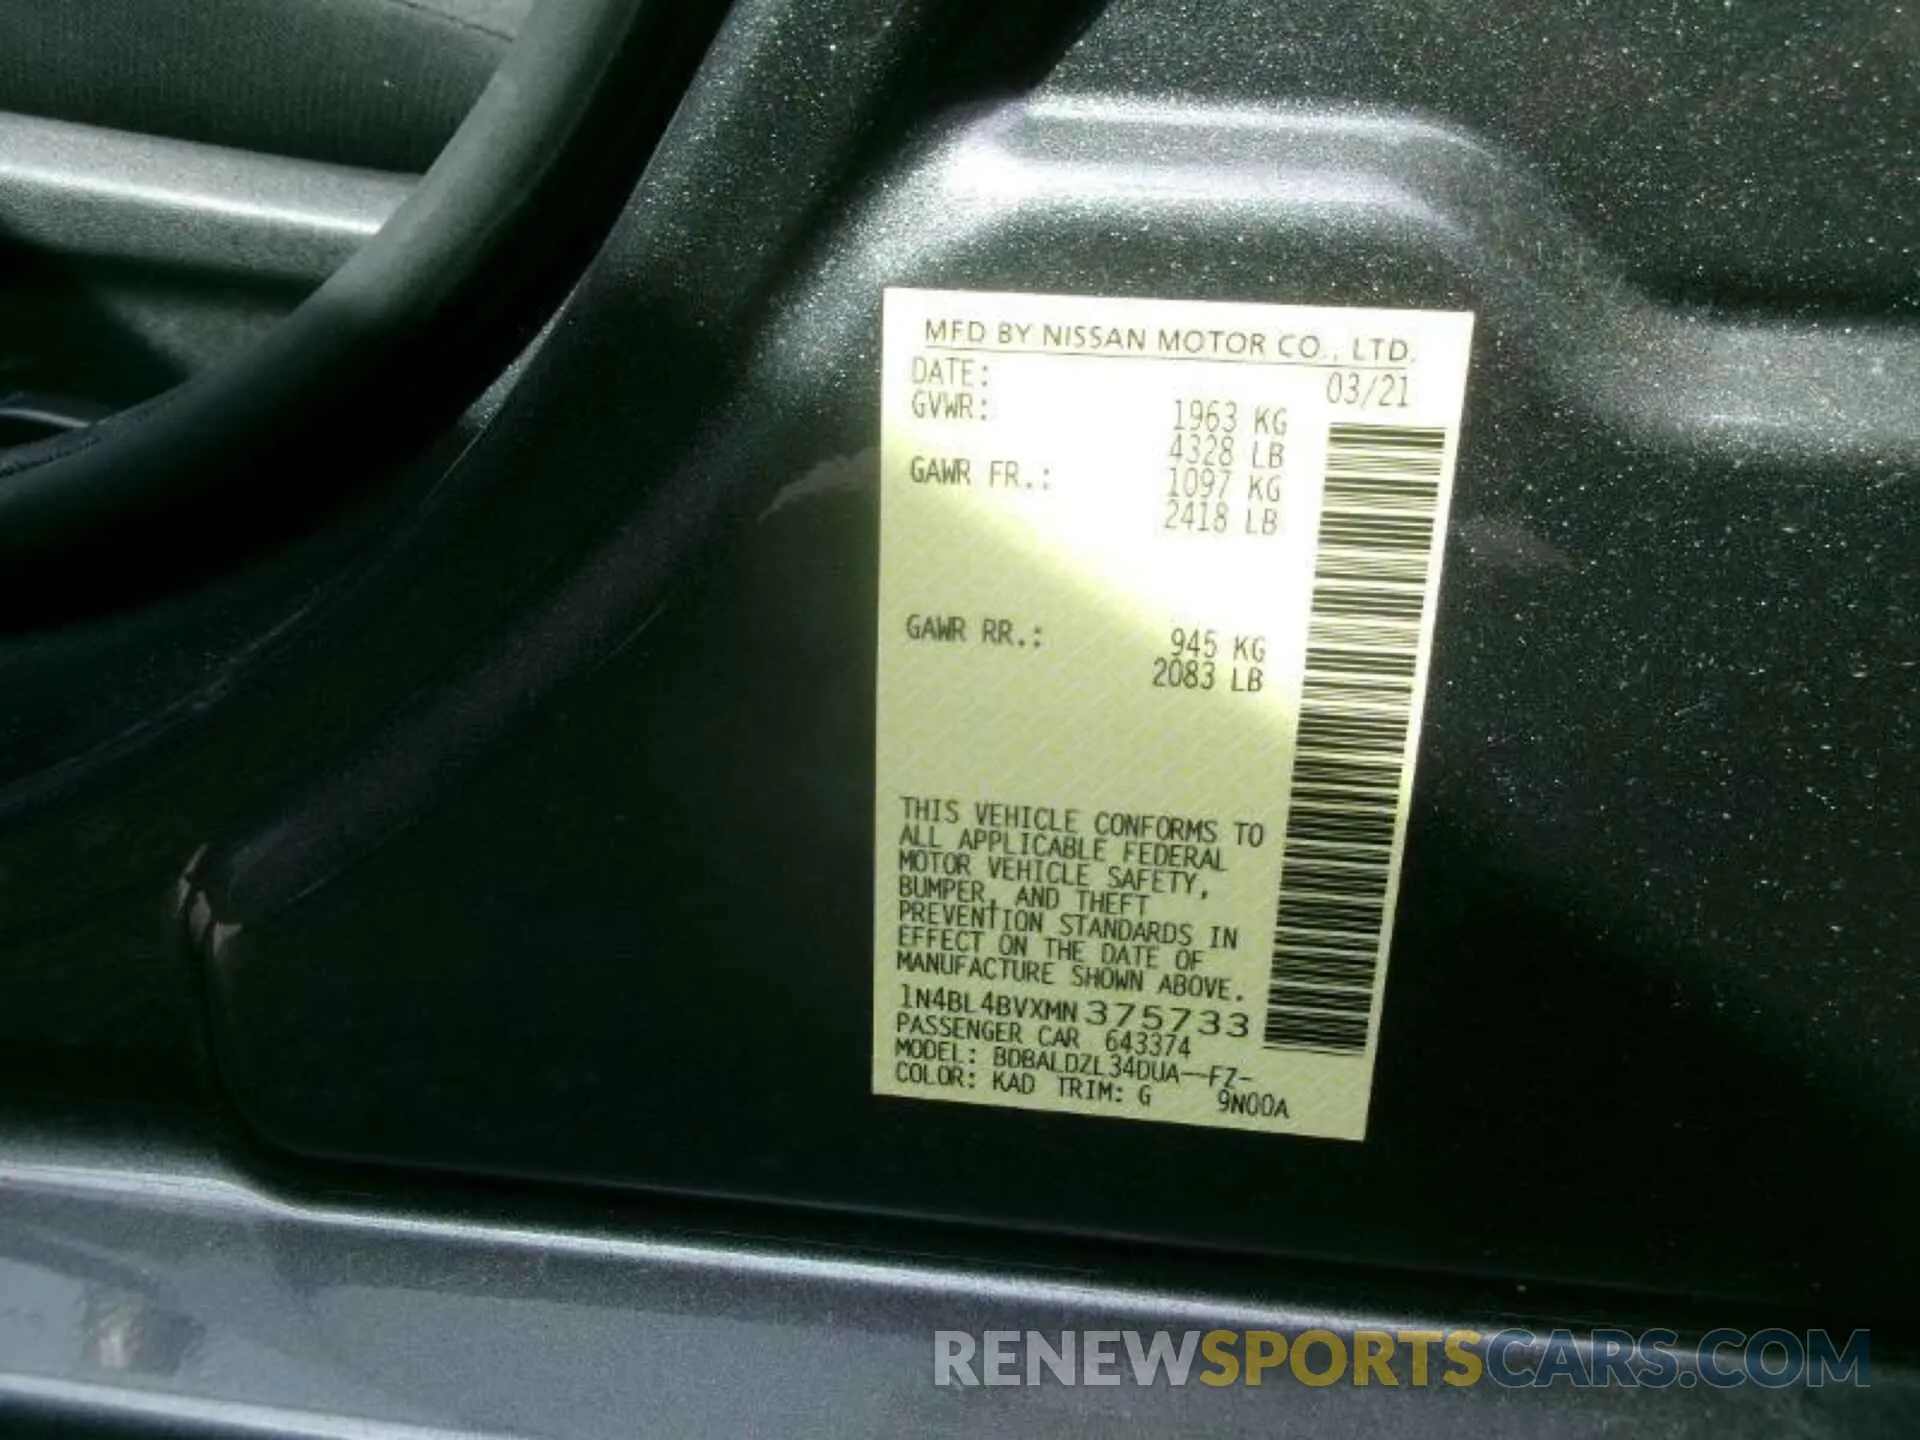 MFD BY NISSAN MOTOR CO., LTD.
DATE: 03/21
GVWR: 1963 KG
4328 LB
GAWR FR.: 1097 KG
2418 LB
GAWR RR.: 945 KG
2083 LB
THIS VEHICLE CONFORMS TO
ALL APPLICABLE FEDERAL
MOTOR VEHICLE SAFETY,
BUMPER, AND THEFT
PREVENTION STANDARDS IN
EFFECT ON THE DATE OF
MANUFACTURE SHOWN ABOVE.
1N4BL4BVXMN375733
PASSENGER CAR 643374
MODEL: BDBALDZL34DUA--FZ-
COLOR: KAD TRIM: G 9N00A
RENEWSPORTSCARS.COM